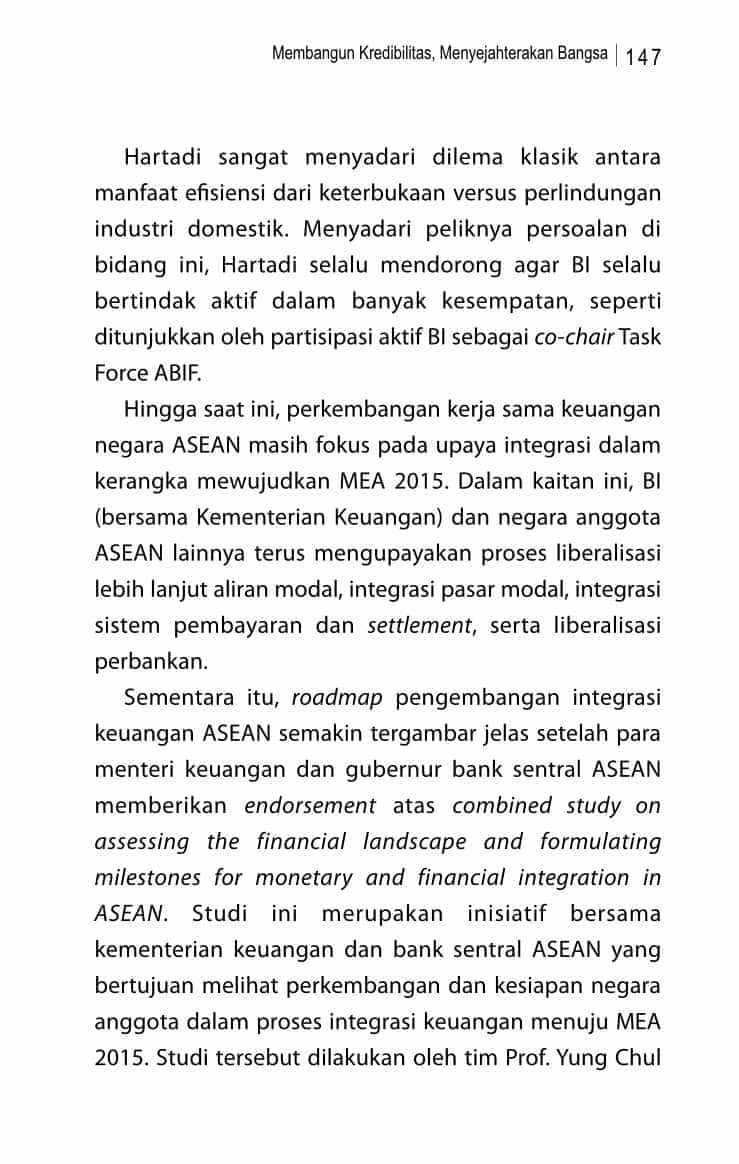 Membangun Kredibilitas, Menyejahterakan Bangsa | 147
Hartadi sangat menyadari dilema klasik antara
manfaat efisiensi dari keterbukaan versus perlindungan
industri domestik. Menyadari peliknya persoalan di
bidang ini, Hartadi selalu mendorong agar BI selalu
bertindak aktif dalam banyak kesempatan, seperti
ditunjukkan oleh partisipasi aktif BI sebagai co-chair Task
Force ABIF.
Hingga saat ini, perkembangan kerja sama keuangan
negara ASEAN masih fokus pada upaya integrasi dalam
kerangka mewujudkan MEA 2015. Dalam kaitan ini, BI
(bersama Kementerian Keuangan) dan negara anggota
ASEAN lainnya terus mengupayakan proses liberalisasi
lebih lanjut aliran modal, integrasi pasar modal, integrasi
sistem pembayaran dan settlement, serta liberalisasi
perbankan.
Sementara itu, roadmap pengembangan integrasi
keuangan ASEAN semakin tergambar jelas setelah para
menteri keuangan dan gubernur bank sentral ASEAN
memberikan endorsement atas combined study on
assessing the financial landscape and formulating
milestones for monetary and financial integration in
ASEAN. Studi ini merupakan inisiatif bersama
kementerian keuangan dan bank sentral ASEAN yang
bertujuan melihat perkembangan dan kesiapan negara
anggota dalam proses integrasi keuangan menuju MEA
2015. Studi tersebut dilakukan oleh tim Prof. Yung Chul